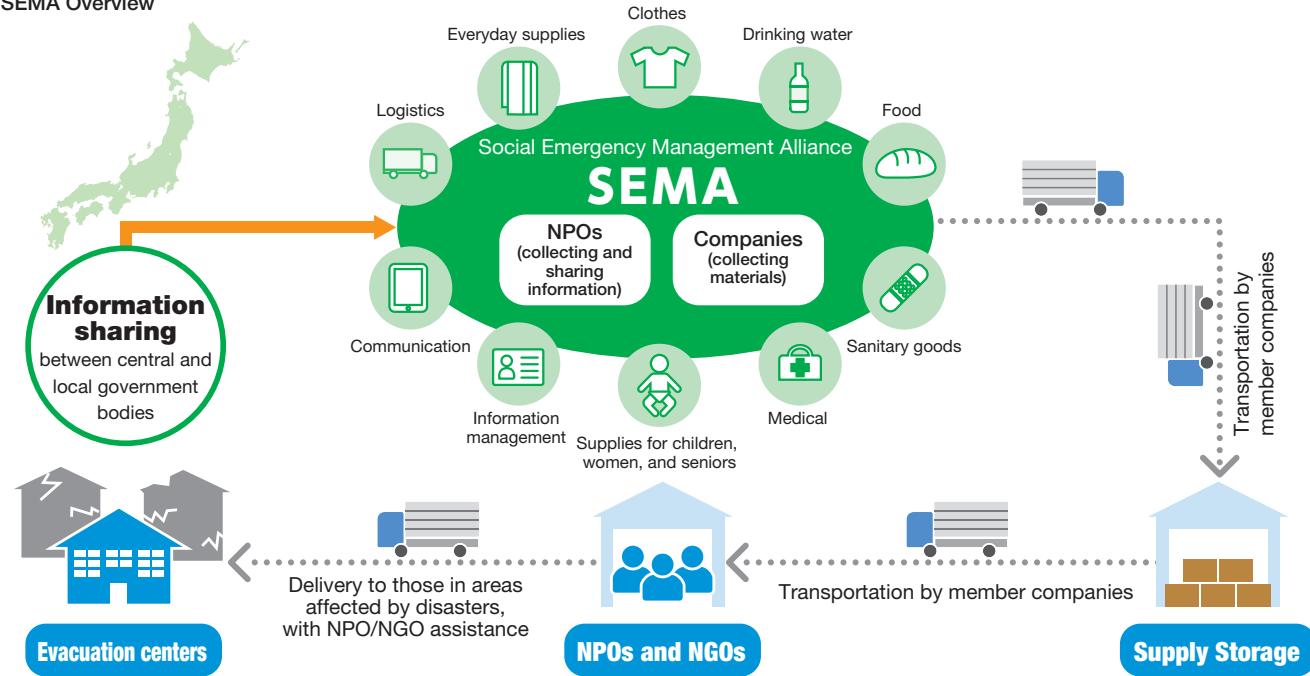 SEMA Overview
Clothes
Everyday supplies
Drinking water
Logistics
Food
Social Emergency Management Alliance
SEMA
NPOs
(collecting and
sharing
information)
Companies
(collecting
materials)
Information
sharing
between central and
local government
bodies
Communication
Sanitary goods
Information
management
Supplies for children,
women, and seniors
Medical
Transportation by
member companies
Transportation by member companies
Delivery to those in areas
affected by disasters,
with NPO/NGO assistance
Evacuation centers
NPOs and NGOs
Supply Storage